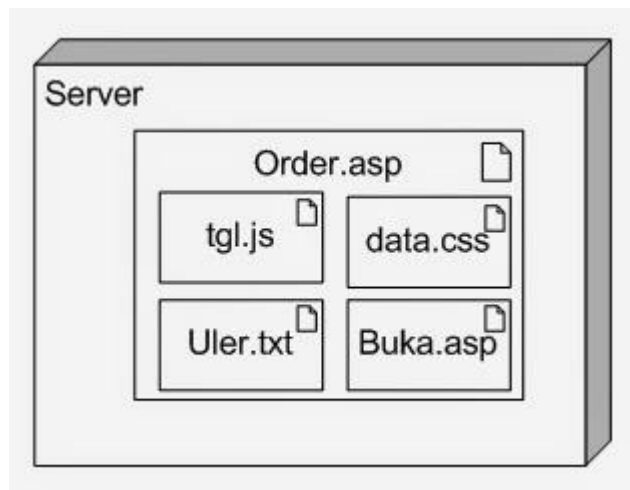 Server
Order.asp
tgl.js
data.css
Uler.txt
Buka.asp